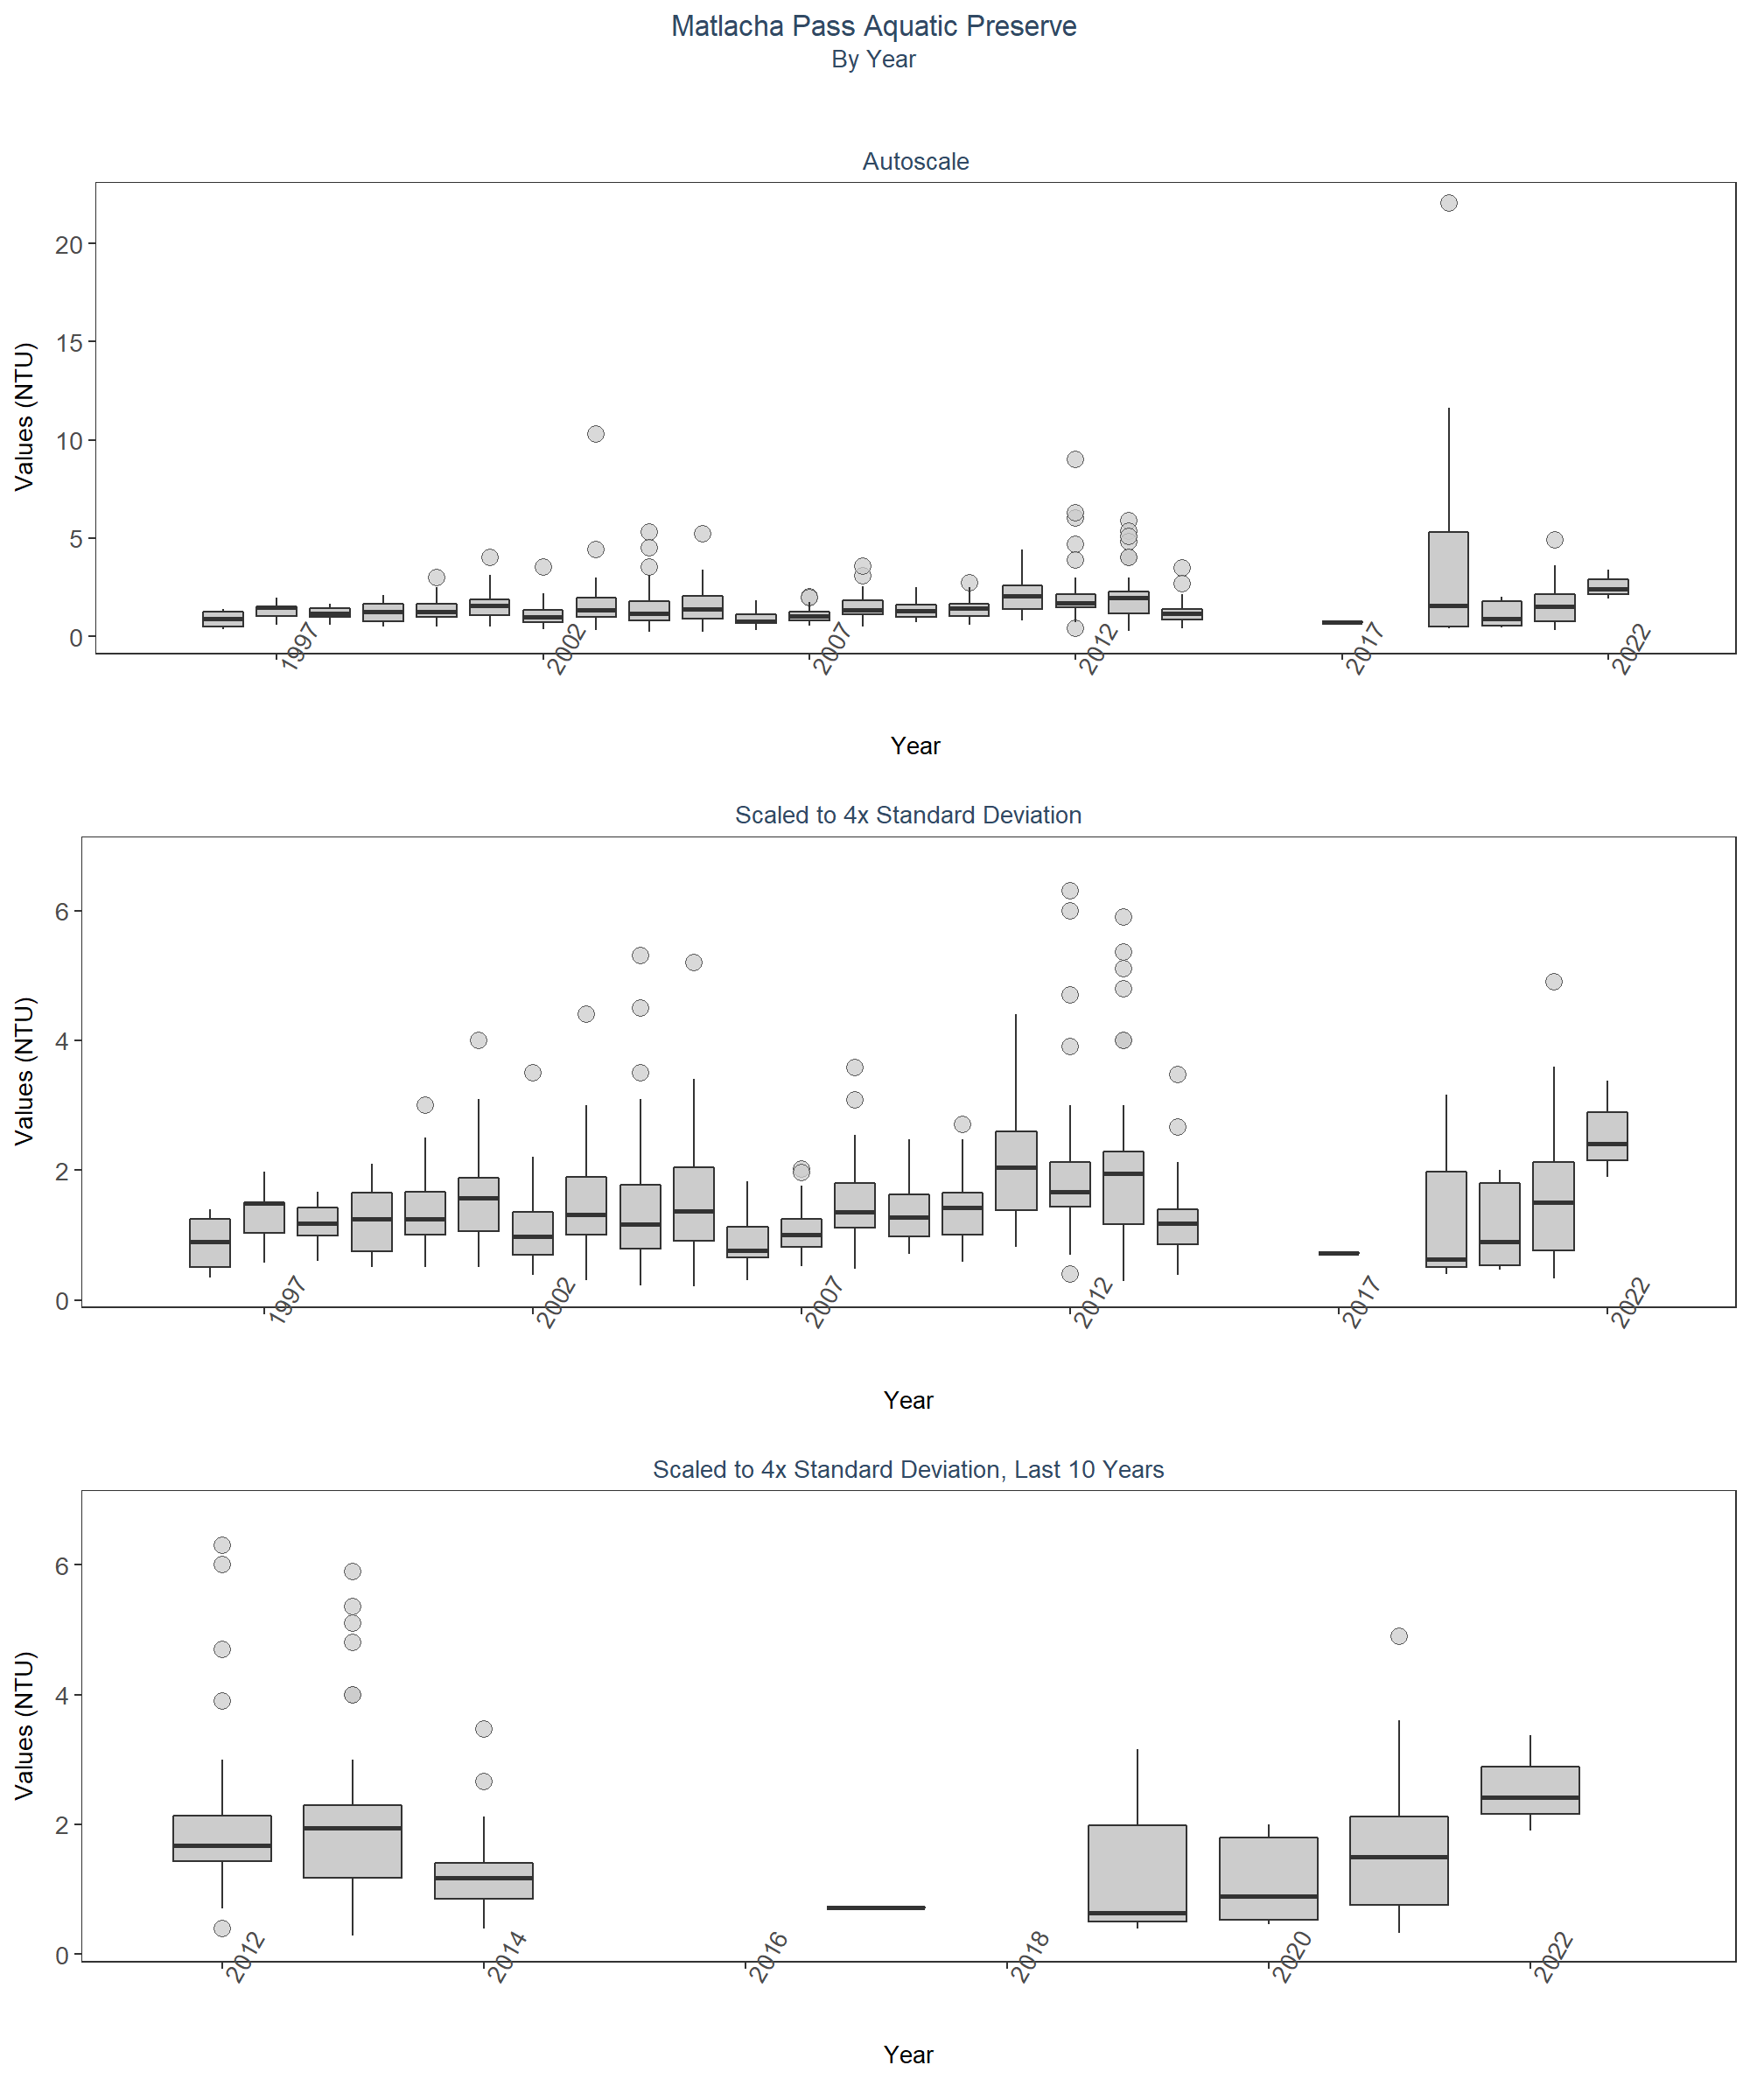 Matlacha Pass Aquatic Preserve
By Year
Autoscale
Values (NTU)
20
15
10
5
0
1997
2002
2007
2012
2017
2022
Year
Scaled to 4x Standard Deviation
Values (NTU)
6
4
2
0
1997
2002
2007
2012
2017
2022
Year
Scaled to 4x Standard Deviation, Last 10 Years
Values (NTU)
6
4
2
0
2012
2014
2016
2018
2020
2022
Year